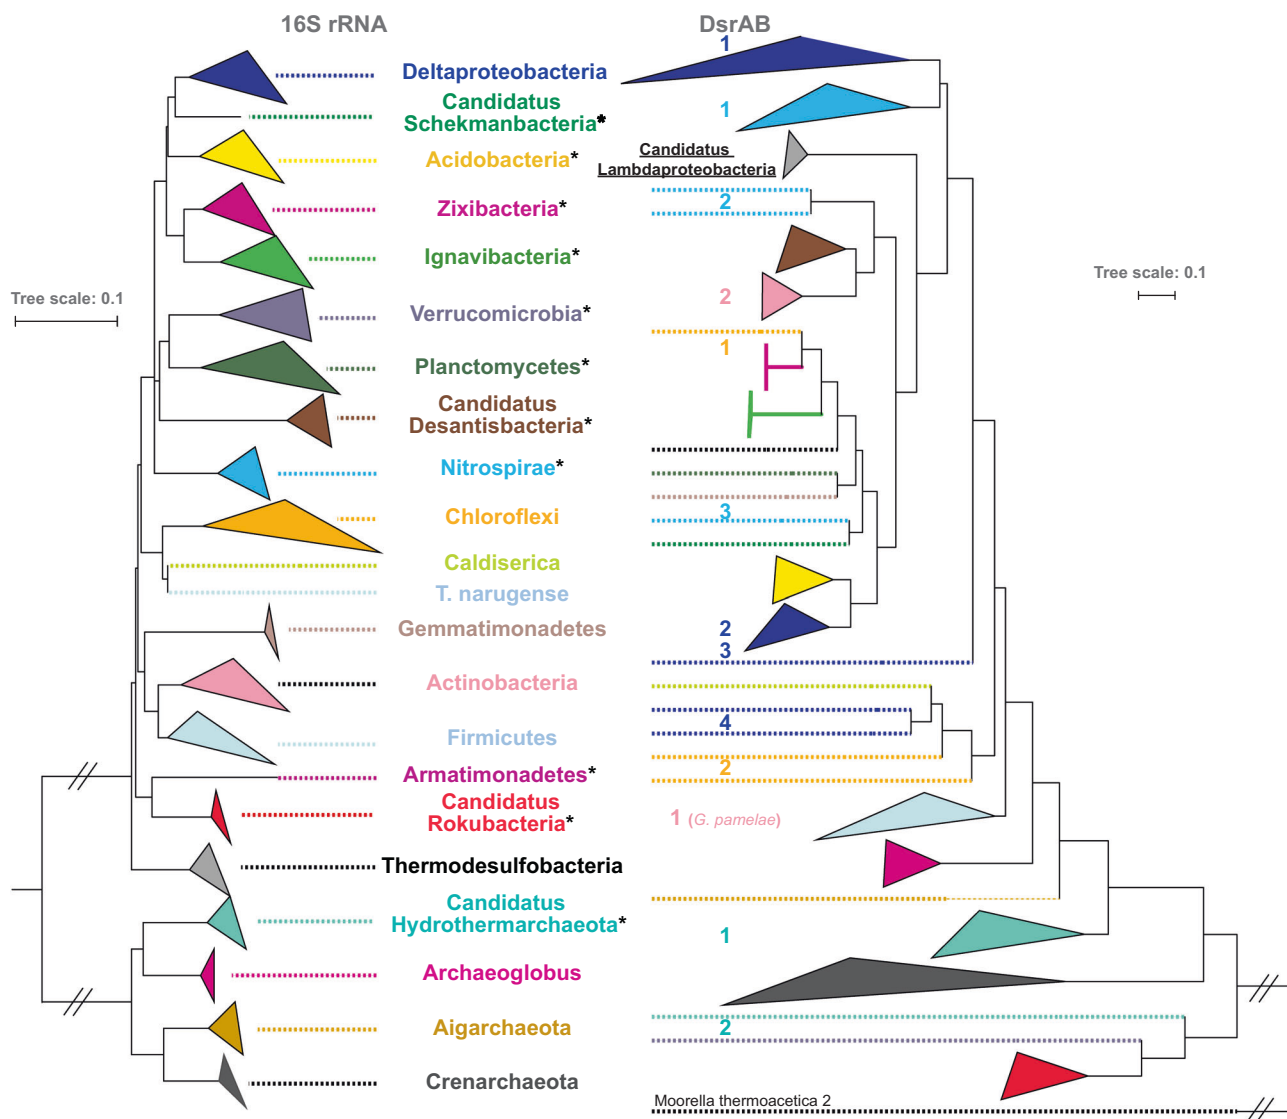 16S rRNA
DsrAB
Deltaproteobacteria
Candidatus
Schekmanbacteria*
Acidobacteria*
Zixibacteria*
Ignavibacteria*
Tree scale: 0.1
Verrucomicrobia*
Planctomycetes*
Candidatus
Desantisbacteria*
Nitrospirae*
Chloroflexi
Caldiserica
T. narugense
Gemmatimonadetes
Actinobacteria
Firmicutes
Armatimonadetes*
Candidatus
Rokubacteria*
Thermodesulfobacteria
Candidatus
Hydrothermarchaeota*
Archaeoglobus
Aigarchaeota
Crenarchaeota
1
1
Candidatus
Lambdaproteobacteria
2
Tree scale: 0.1
2
1
3
2
3
4
2
1 (G. pamelae)
1
2
Moorella thermoacetica 2